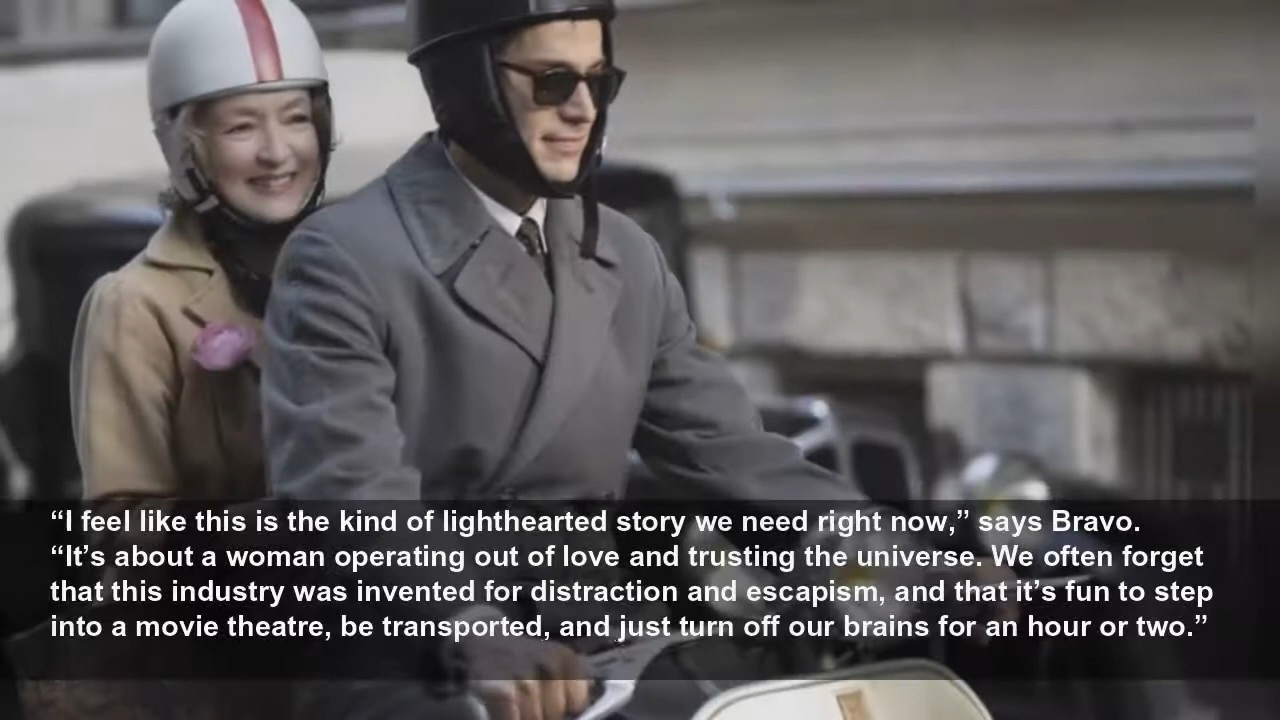 “I feel like this is the kind of lighthearted story we need right now,” says Bravo.
“It’s about a woman operating out of love and trusting the universe. We often forget
that this industry was invented for distraction and escapism, and that it’s fun to step
into a movie theatre, be transported, and just turn off our brains for an hour or two.”